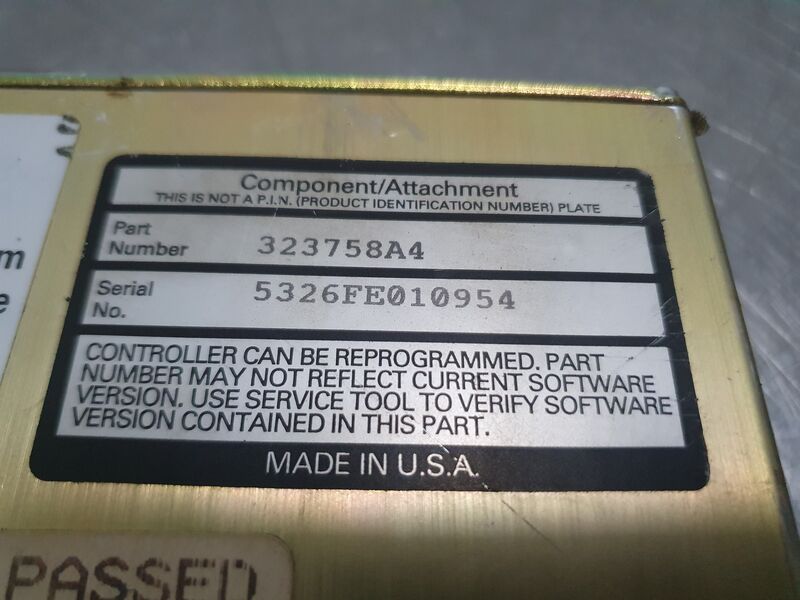 Component/Attachment
THIS IS NOT A P.I.N. (PRODUCT IDENTIFICATION NUMBER) PLATE
Part
Number 323758A4
Serial
No. 5326FE010954
CONTROLLER CAN BE REPROGRAMMED. PART
NUMBER MAY NOT REFLECT CURRENT SOFTWARE
VERSION. USE SERVICE TOOL TO VERIFY SOFTWARE
VERSION CONTAINED IN THIS PART.
MADE IN U.S.A.
PASSED